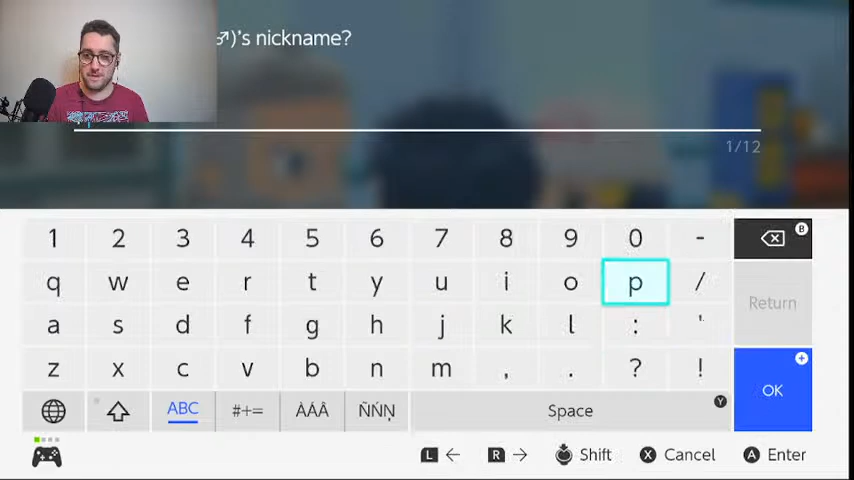 ♂)'s nickname?
1/12
1 2 3 4 5 6 7 8 9 0 -
q w e r t y u i o p / Return
a s d f g h j k l : '
z x c v b n m , . ? ! OK
ABC #+= ÀÁÂ ÑŃŅ Space
L ← R → Shift X Cancel A Enter
B
+
Y